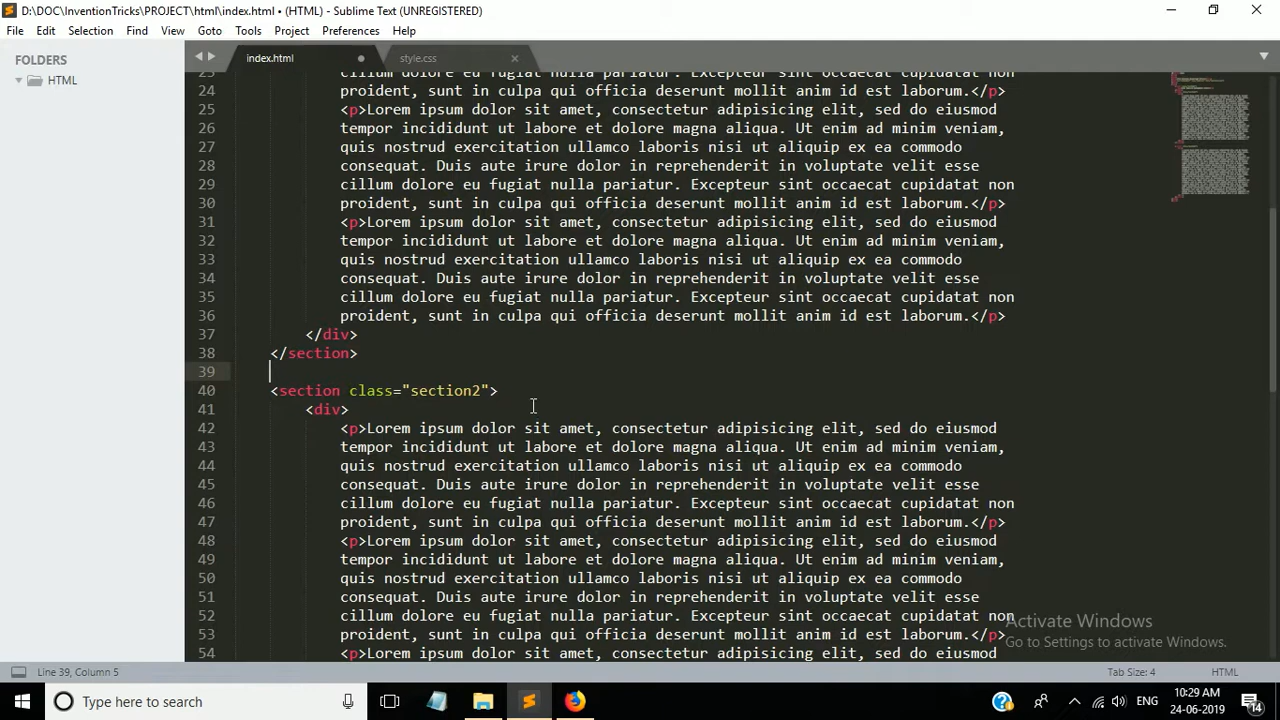 D:\DOC\InventionTricks\PROJECT\html\index.html • (HTML) - Sublime Text (UNREGISTERED)
File Edit Selection Find View Goto Tools Project Preferences Help
FOLDERS
HTML
index.html
style.css
23 cillum dolore eu fugiat nulla pariatur. Excepteur sint occaecat cupidatat non
24 proident, sunt in culpa qui officia deserunt mollit anim id est laborum.</p>
25 <p>Lorem ipsum dolor sit amet, consectetur adipisicing elit, sed do eiusmod
26 tempor incididunt ut labore et dolore magna aliqua. Ut enim ad minim veniam,
27 quis nostrud exercitation ullamco laboris nisi ut aliquip ex ea commodo
28 consequat. Duis aute irure dolor in reprehenderit in voluptate velit esse
29 cillum dolore eu fugiat nulla pariatur. Excepteur sint occaecat cupidatat non
30 proident, sunt in culpa qui officia deserunt mollit anim id est laborum.</p>
31 <p>Lorem ipsum dolor sit amet, consectetur adipisicing elit, sed do eiusmod
32 tempor incididunt ut labore et dolore magna aliqua. Ut enim ad minim veniam,
33 quis nostrud exercitation ullamco laboris nisi ut aliquip ex ea commodo
34 consequat. Duis aute irure dolor in reprehenderit in voluptate velit esse
35 cillum dolore eu fugiat nulla pariatur. Excepteur sint occaecat cupidatat non
36 proident, sunt in culpa qui officia deserunt mollit anim id est laborum.</p>
37 </div>
38 </section>
39
40 <section class="section2">
41 <div>
42 <p>Lorem ipsum dolor sit amet, consectetur adipisicing elit, sed do eiusmod
43 tempor incididunt ut labore et dolore magna aliqua. Ut enim ad minim veniam,
44 quis nostrud exercitation ullamco laboris nisi ut aliquip ex ea commodo
45 consequat. Duis aute irure dolor in reprehenderit in voluptate velit esse
46 cillum dolore eu fugiat nulla pariatur. Excepteur sint occaecat cupidatat non
47 proident, sunt in culpa qui officia deserunt mollit anim id est laborum.</p>
48 <p>Lorem ipsum dolor sit amet, consectetur adipisicing elit, sed do eiusmod
49 tempor incididunt ut labore et dolore magna aliqua. Ut enim ad minim veniam,
50 quis nostrud exercitation ullamco laboris nisi ut aliquip ex ea commodo
51 consequat. Duis aute irure dolor in reprehenderit in voluptate velit esse
52 cillum dolore eu fugiat nulla pariatur. Excepteur sint occaecat cupidatat non
53 proident, sunt in culpa qui officia deserunt mollit anim id est laborum.</p>
54 <p>Lorem ipsum dolor sit amet, consectetur adipisicing elit, sed do eiusmod
Activate Windows
Go to Settings to activate Windows.
Line 39, Column 5
Tab Size: 4
HTML
Type here to search
ENG
10:29 AM
24-06-2019
14